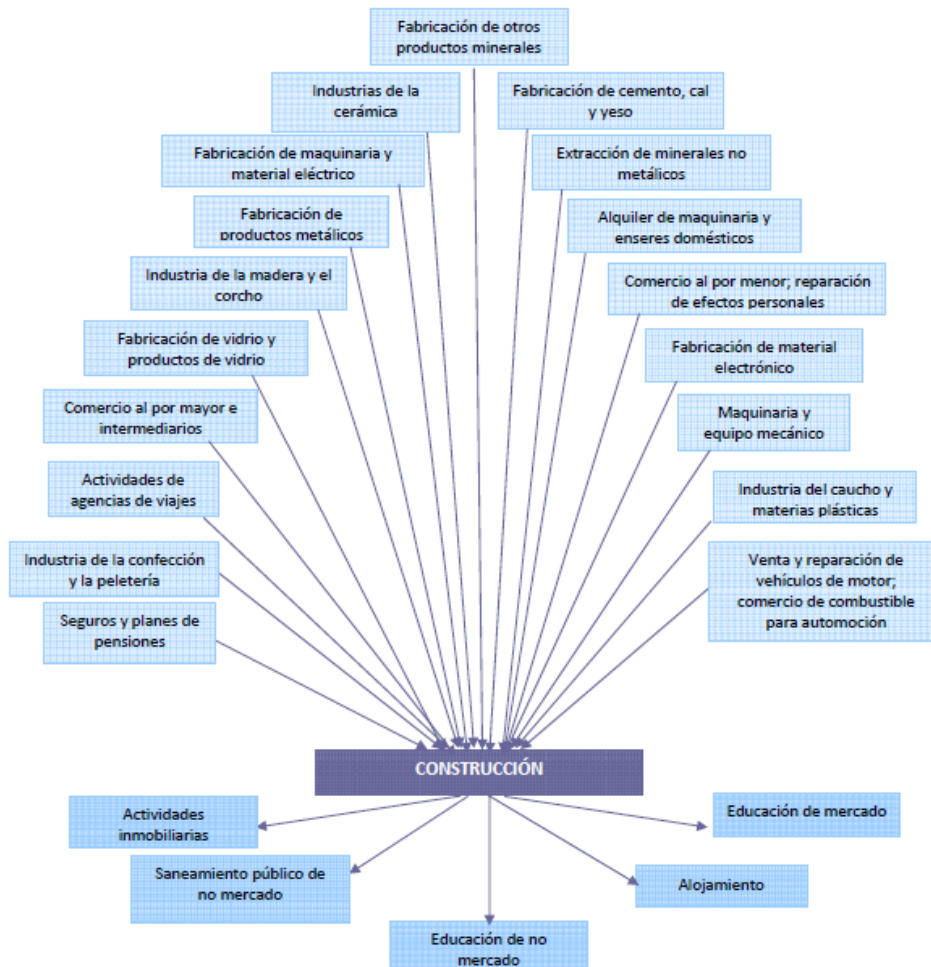 Fabricación de otros
productos minerales
Industrias de la
cerámica
Fabricación de cemento, cal
y yeso
Fabricación de maquinaria y
material eléctrico
Extracción de minerales no
metálicos
Fabricación de
productos metálicos
Alquiler de maquinaria y
enseres domésticos
Industria de la madera y el
corcho
Comercio al por menor; reparación
de efectos personales
Fabricación de vidrio y
productos de vidrio
Fabricación de material
electrónico
Comercio al por mayor e
intermediarios
Maquinaria y
equipo mecánico
Actividades de
agencias de viajes
Industria del caucho y
materias plásticas
Industria de la confección
y la peletería
Venta y reparación de
vehículos de motor;
comercio de combustible
para automoción
Seguros y planes de
pensiones
CONSTRUCCIÓN
Actividades
inmobiliarias
Educación de mercado
Saneamiento público de
no mercado
Alojamiento
Educación de no
mercado